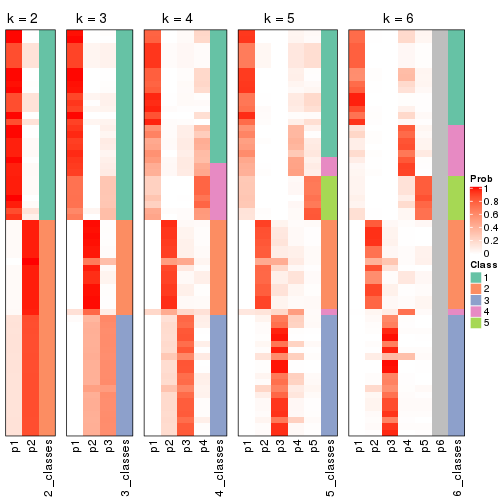 k = 2
k = 3
k = 4
k = 5
k = 6
p1
p2
2_classes
p1
p2
p3
3_classes
p1
p2
p3
p4
4_classes
p1
p2
p3
p4
p5
5_classes
p1
p2
p3
p4
p5
p6
6_classes
Prob
1
0.8
0.6
0.4
0.2
0
Class
1
2
3
4
5